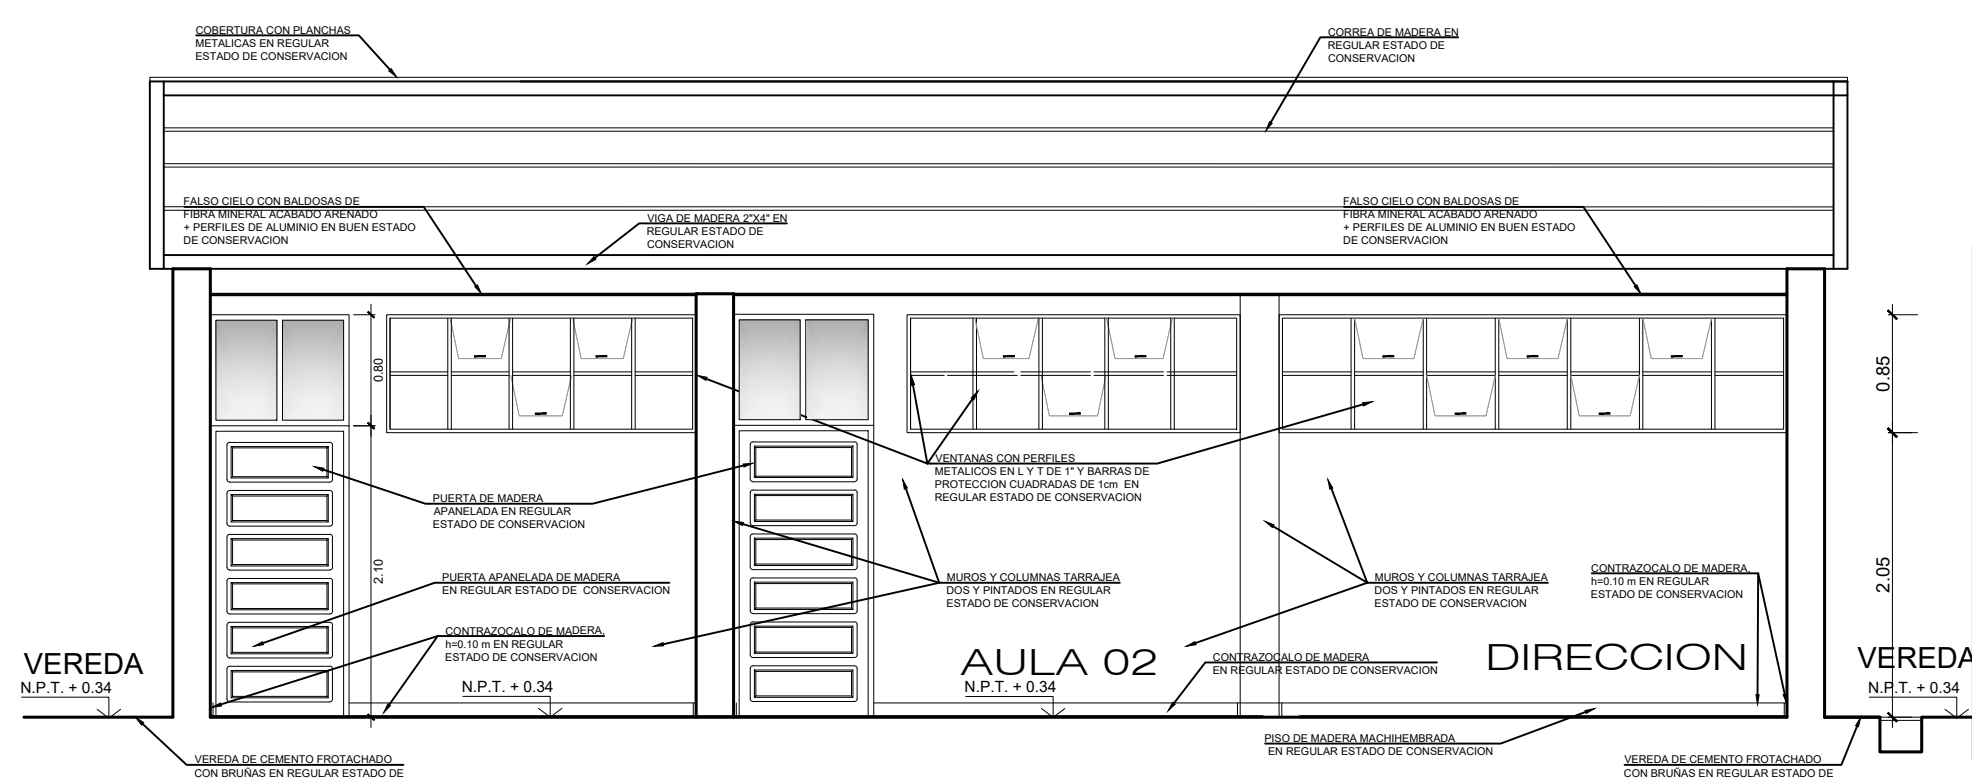 COBERTURA CON PLANCHAS
METALICAS EN REGULAR
ESTADO DE CONSERVACION
CORREA DE MADERA EN
REGULAR ESTADO DE
CONSERVACION
FALSO CIELO CON BALDOSAS DE
FIBRA MINERAL ACABADO ARENADO
+ PERFILES DE ALUMINIO EN BUEN ESTADO
DE CONSERVACION
VIGA DE MADERA 2"X4" EN
REGULAR ESTADO DE
CONSERVACION
FALSO CIELO CON BALDOSAS DE
FIBRA MINERAL ACABADO ARENADO
+ PERFILES DE ALUMINIO EN BUEN ESTADO
DE CONSERVACION
0.80
0.85
VENTANAS CON PERFILES
METALICOS EN L Y T DE 1" Y BARRAS DE
PROTECCION CUADRADAS DE 1cm EN
REGULAR ESTADO DE CONSERVACION
PUERTA DE MADERA
APANELADA EN REGULAR
ESTADO DE CONSERVACION
2.10
2.05
PUERTA APANELADA DE MADERA
EN REGULAR ESTADO DE CONSERVACION
MUROS Y COLUMNAS TARRAJEA
DOS Y PINTADOS EN REGULAR
ESTADO DE CONSERVACION
MUROS Y COLUMNAS TARRAJEA
DOS Y PINTADOS EN REGULAR
ESTADO DE CONSERVACION
CONTRAZOCALO DE MADERA.
h=0.10 m EN REGULAR
ESTADO DE CONSERVACION
CONTRAZOCALO DE MADERA.
h=0.10 m EN REGULAR
ESTADO DE CONSERVACION
VEREDA
N.P.T. + 0.34
N.P.T. + 0.34
AULA 02
N.P.T. + 0.34
CONTRAZOCALO DE MADERA
EN REGULAR ESTADO DE CONSERVACION
DIRECCION
VEREDA
N.P.T. + 0.34
PISO DE MADERA MACHIHEMBRADA
EN REGULAR ESTADO DE CONSERVACION
VEREDA DE CEMENTO FROTACHADO
CON BRUÑAS EN REGULAR ESTADO DE
VEREDA DE CEMENTO FROTACHADO
CON BRUÑAS EN REGULAR ESTADO DE